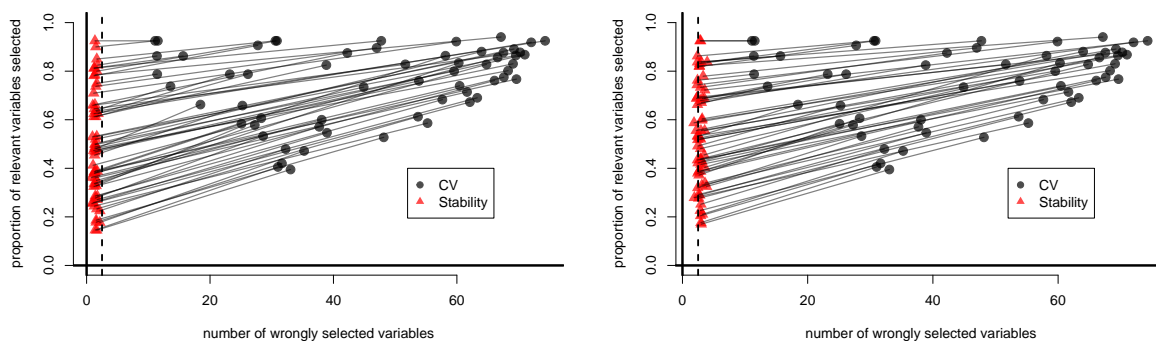 proportion of relevant variables selected
1.0
0.8
0.6
0.4
0.2
0.0
CV
Stability
0 20 40 60
number of wrongly selected variables
proportion of relevant variables selected
1.0
0.8
0.6
0.4
0.2
0.0
CV
Stability
0 20 40 60
number of wrongly selected variables